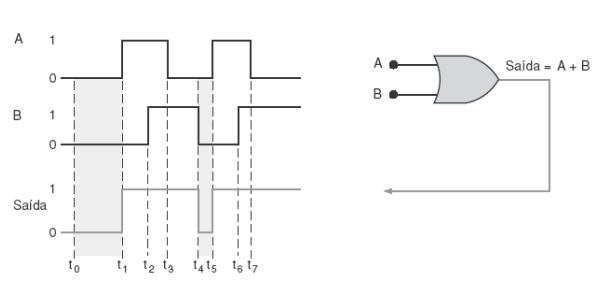 A 1
0
B 1
0
Saída 1
0
t0 t1 t2 t3 t4 t5 t6 t7
A
B
Saída = A + B